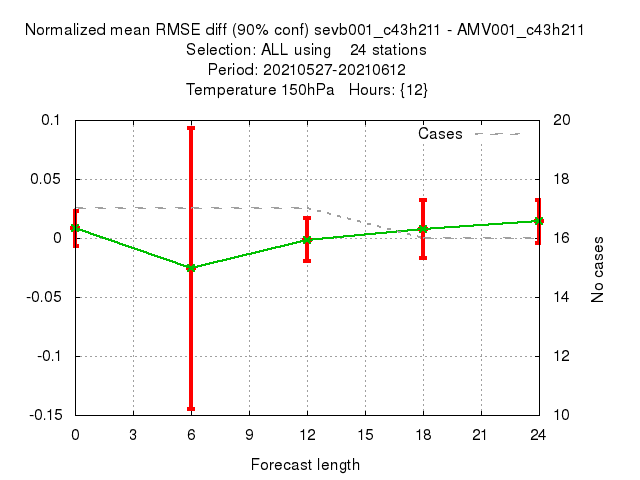 Normalized mean RMSE diff (90% conf) sevb001_c43h211 - AMV001_c43h211
Selection: ALL using    24 stations
Period: 20210527-20210612
Temperature 150hPa   Hours: {12}
Cases
0.1
0.05
0
-0.05
-0.1
-0.15
20
18
16
14
12
10
No cases
0 3 6 9 12 15 18 21 24
Forecast length